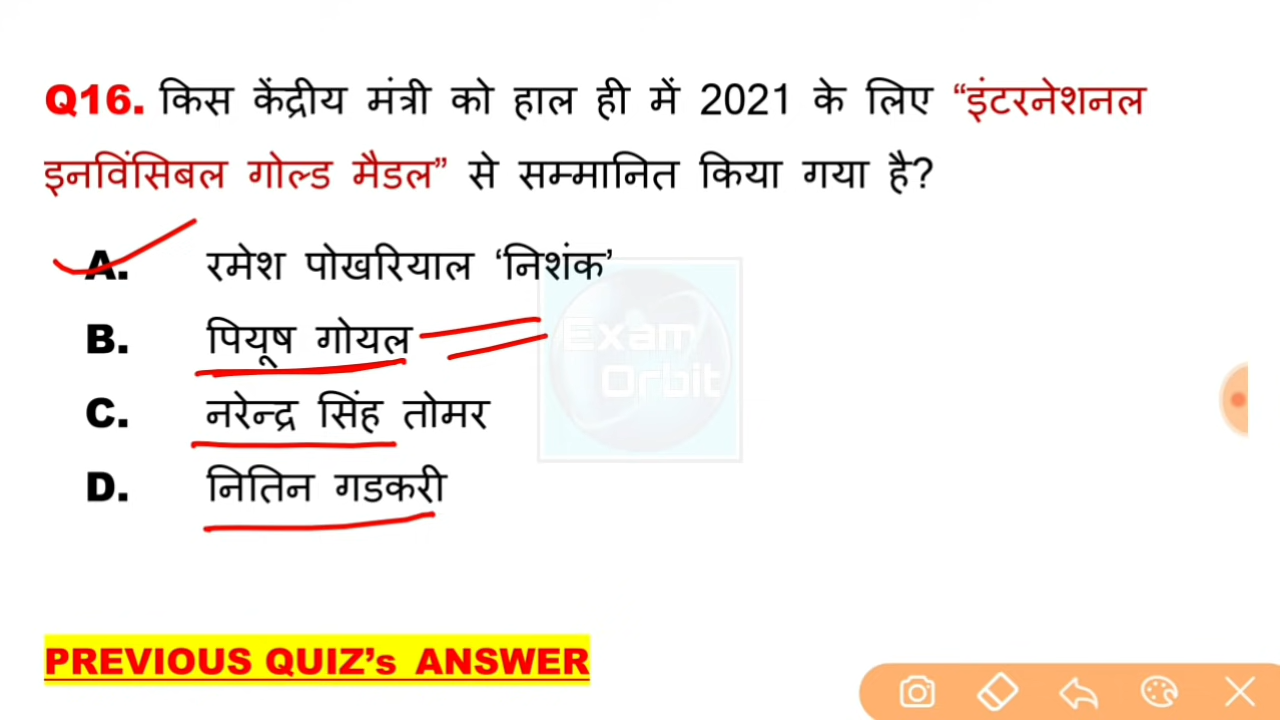 Q16. किस केंद्रीय मंत्री को हाल ही में 2021 के लिए “इंटरनेशनल
इनविंसिबल गोल्ड मैडल” से सम्मानित किया गया है?
A. रमेश पोखरियाल ‘निशंक’
B. पियूष गोयल
C. नरेन्द्र सिंह तोमर
D. नितिन गडकरी
Exam
Orbit
PREVIOUS QUIZ’s ANSWER